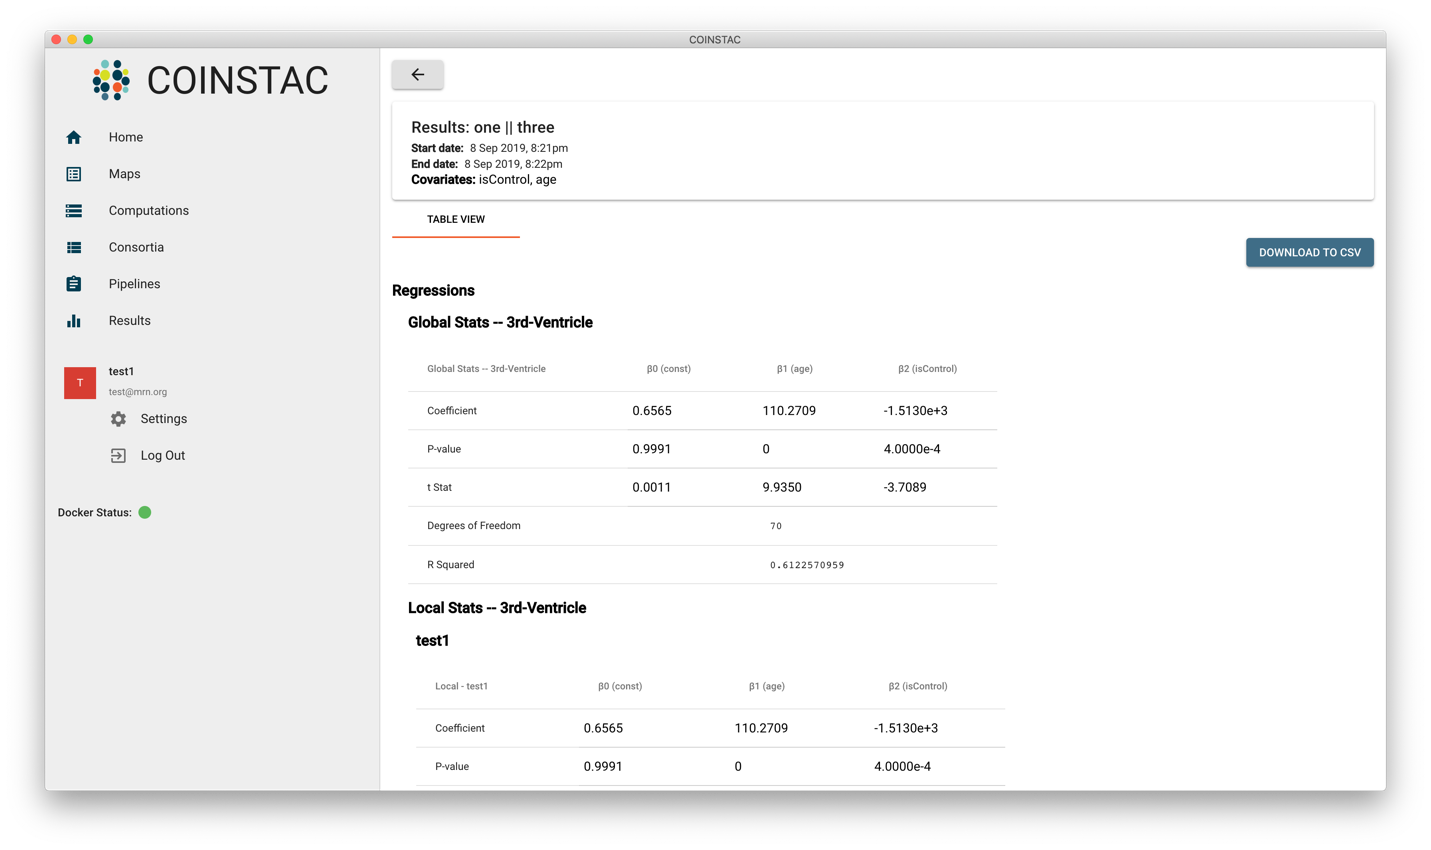 COINSTAC
COINSTAC
Home
Maps
Computations
Consortia
Pipelines
Results
T
test1
test@mrn.org
Settings
Log Out
Docker Status:
Results: one || three
Start date: 8 Sep 2019, 8:21pm
End date: 8 Sep 2019, 8:22pm
Covariates: isControl, age
TABLE VIEW
DOWNLOAD TO CSV
Regressions
Global Stats -- 3rd-Ventricle
Global Stats -- 3rd-Ventricle β0 (const) β1 (age) β2 (isControl)
Coefficient 0.6565 110.2709 -1.5130e+3
P-value 0.9991 0 4.0000e-4
t Stat 0.0011 9.9350 -3.7089
Degrees of Freedom 70
R Squared 0.6122570959
Local Stats -- 3rd-Ventricle
test1
Local - test1 β0 (const) β1 (age) β2 (isControl)
Coefficient 0.6565 110.2709 -1.5130e+3
P-value 0.9991 0 4.0000e-4